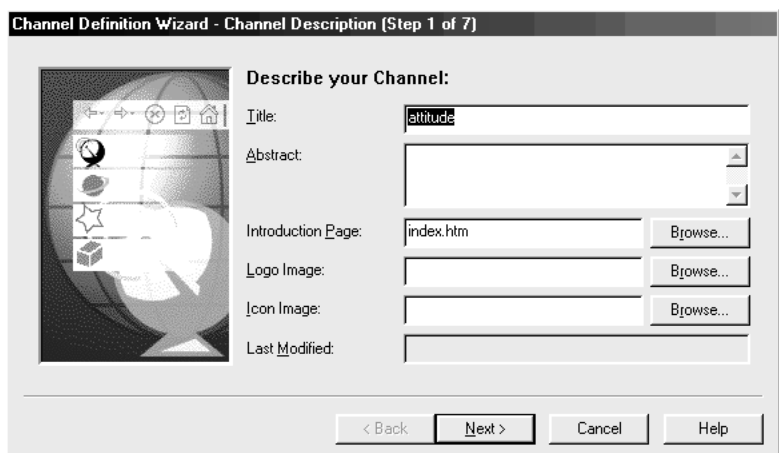 Channel Definition Wizard - Channel Description (Step 1 of 7)
Describe your Channel:
Title: attitude
Abstract:
Introduction Page: index.htm Browse...
Logo Image: Browse...
Icon Image: Browse...
Last Modified:
< Back Next > Cancel Help